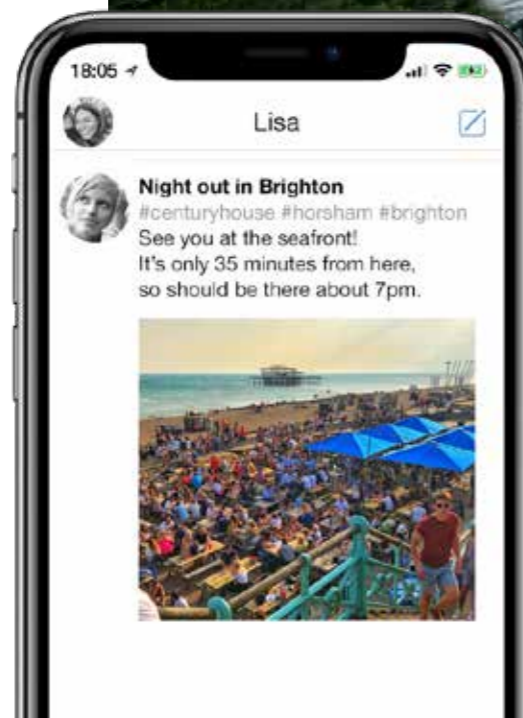 18:05
Lisa
Night out in Brighton
#centuryhouse #horsham #brighton
See you at the seafront!
It's only 35 minutes from here,
so should be there about 7pm.